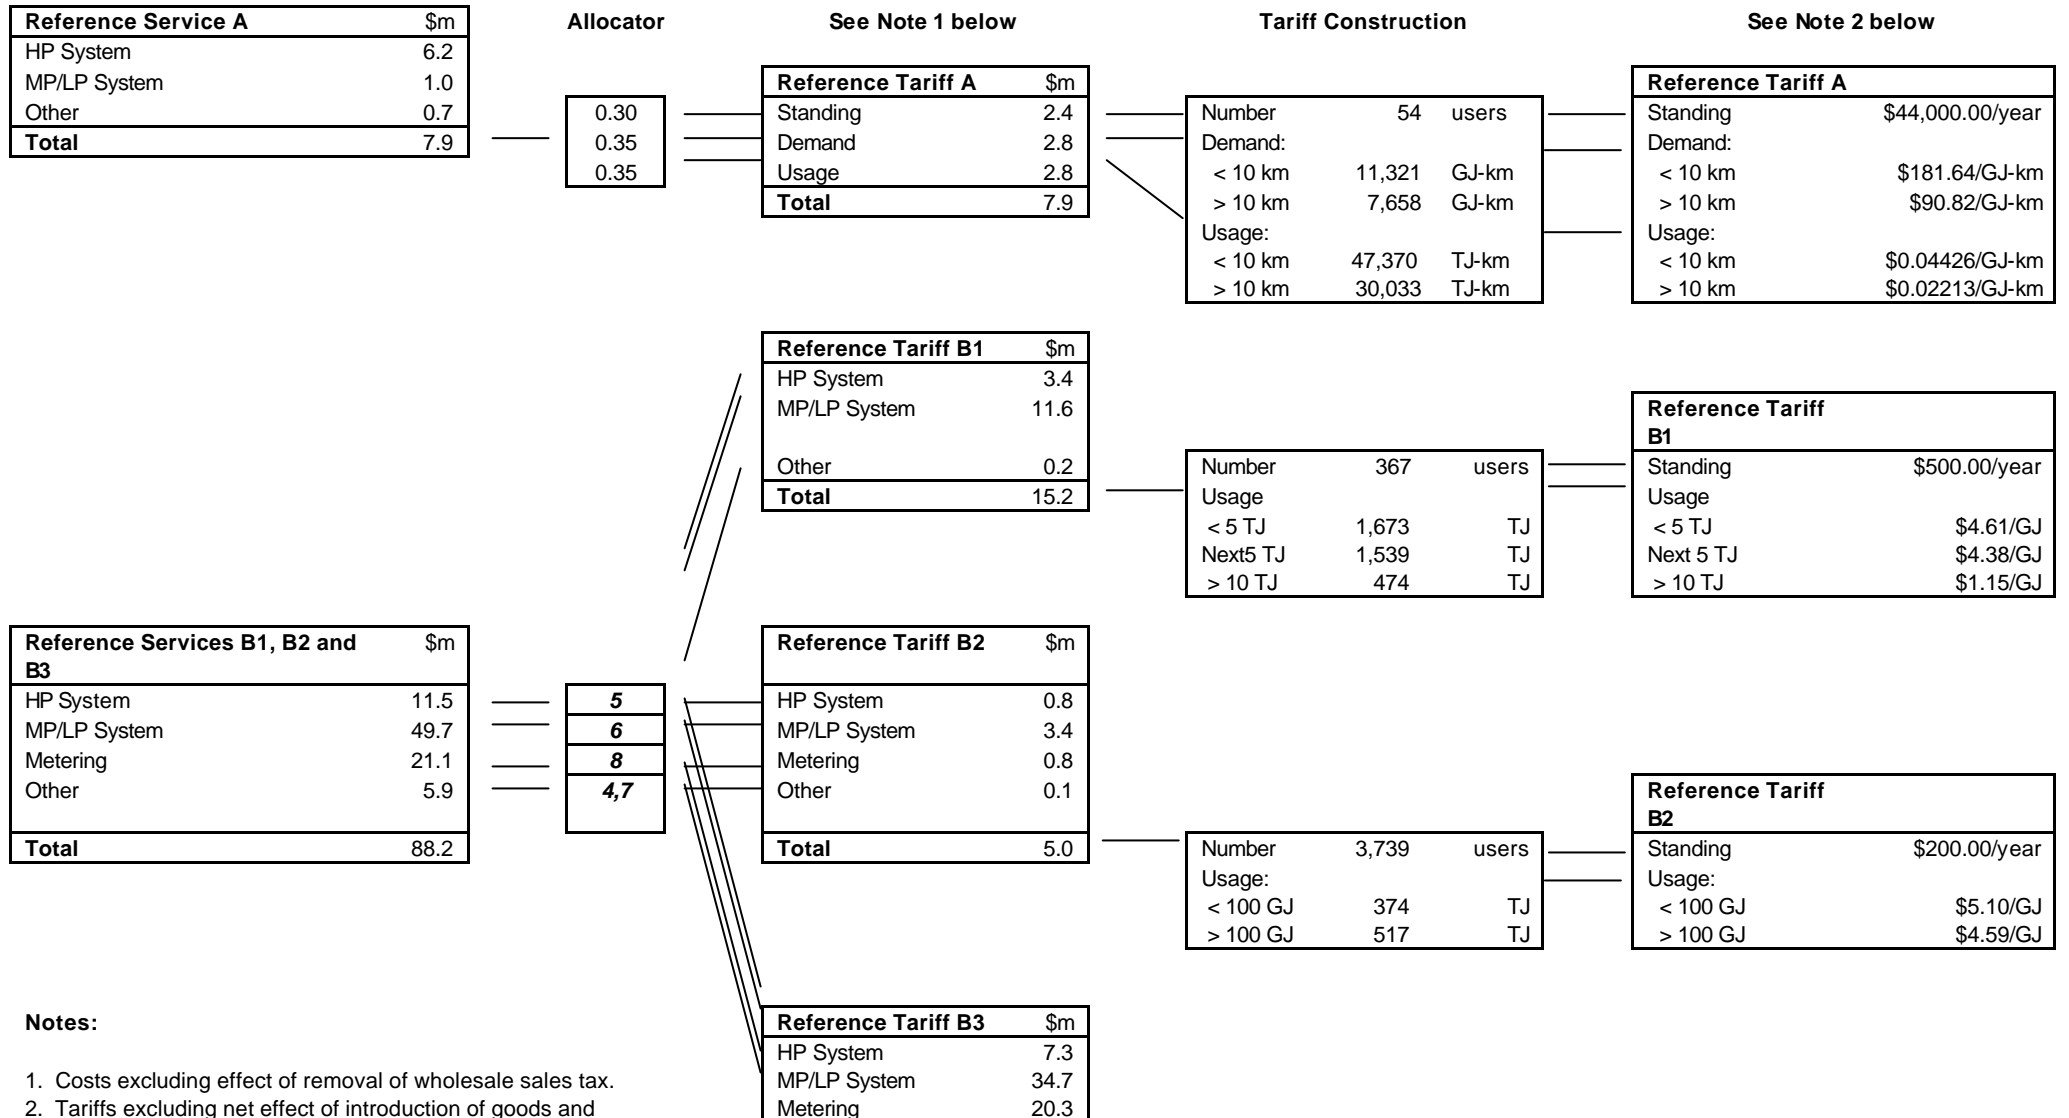 Reference Service A $m
HP System 6.2
MP/LP System 1.0
Other 0.7
Total 7.9
Allocator
0.30
0.35
0.35
See Note 1 below
Reference Tariff A $m
Standing 2.4
Demand 2.8
Usage 2.8
Total 7.9
Tariff Construction
Number 54 users
Demand:
< 10 km 11,321 GJ-km
> 10 km 7,658 GJ-km
Usage:
< 10 km 47,370 TJ-km
> 10 km 30,033 TJ-km
See Note 2 below
Reference Tariff A
Standing $44,000.00/year
Demand:
< 10 km $181.64/GJ-km
> 10 km $90.82/GJ-km
Usage:
< 10 km $0.04426/GJ-km
> 10 km $0.02213/GJ-km
Reference Tariff B1 $m
HP System 3.4
MP/LP System 11.6
Other 0.2
Total 15.2
Number 367 users
Usage
< 5 TJ 1,673 TJ
Next5 TJ 1,539 TJ
> 10 TJ 474 TJ
Reference Tariff
B1
Standing $500.00/year
Usage
< 5 TJ $4.61/GJ
Next 5 TJ $4.38/GJ
> 10 TJ $1.15/GJ
Reference Services B1, B2 and $m
B3
HP System 11.5
MP/LP System 49.7
Metering 21.1
Other 5.9
Total 88.2
5
6
8
4,7
Reference Tariff B2 $m
HP System 0.8
MP/LP System 3.4
Metering 0.8
Other 0.1
Total 5.0
Number 3,739 users
Usage:
< 100 GJ 374 TJ
> 100 GJ 517 TJ
Reference Tariff
B2
Standing $200.00/year
Usage:
< 100 GJ $5.10/GJ
> 100 GJ $4.59/GJ
Notes:
1. Costs excluding effect of removal of wholesale sales tax.
2. Tariffs excluding net effect of introduction of goods and
Reference Tariff B3 $m
HP System 7.3
MP/LP System 34.7
Metering 20.3